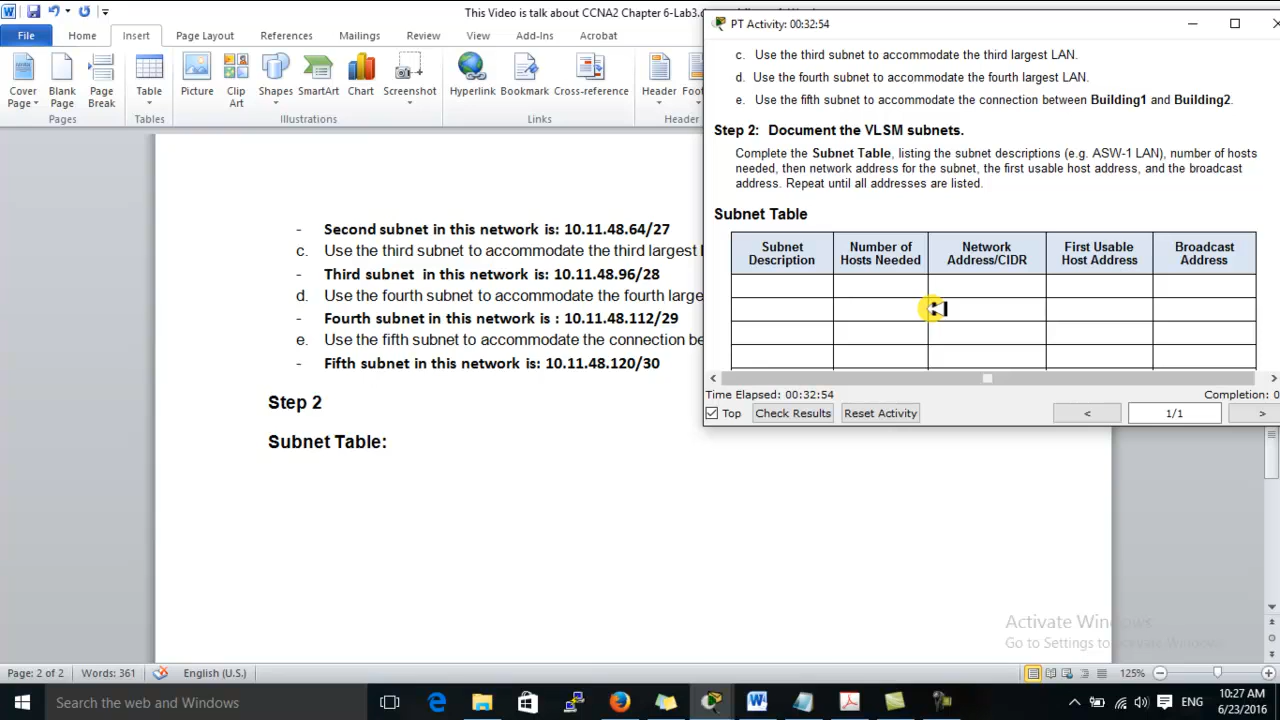 This Video is talk about CCNA2 Chapter 6-Lab3.
PT Activity: 00:32:54
File Home Insert Page Layout References Mailings Review View Add-Ins Acrobat
Cover Page
Blank Page
Page Break
Table
Picture
Clip Art
Shapes
SmartArt
Chart
Screenshot
Hyperlink
Bookmark
Cross-reference
Header
Foot
Pages
Tables
Illustrations
Links
Header
- Second subnet in this network is: 10.11.48.64/27
c. Use the third subnet to accommodate the third largest
- Third subnet in this network is: 10.11.48.96/28
d. Use the fourth subnet to accommodate the fourth large
- Fourth subnet in this network is : 10.11.48.112/29
e. Use the fifth subnet to accommodate the connection be
- Fifth subnet in this network is: 10.11.48.120/30
Step 2
Subnet Table:
c. Use the third subnet to accommodate the third largest LAN.
d. Use the fourth subnet to accommodate the fourth largest LAN.
e. Use the fifth subnet to accommodate the connection between Building1 and Building2.
Step 2: Document the VLSM subnets.
Complete the Subnet Table, listing the subnet descriptions (e.g. ASW-1 LAN), number of hosts
needed, then network address for the subnet, the first usable host address, and the broadcast
address. Repeat until all addresses are listed.
Subnet Table
Subnet Description
Number of Hosts Needed
Network Address/CIDR
First Usable Host Address
Broadcast Address
Time Elapsed: 00:32:54
Completion: 0
Top
Check Results
Reset Activity
<
1/1
>
Activate Windows
Go to Settings to activate Windows.
Page: 2 of 2
Words: 361
English (U.S.)
125%
Search the web and Windows
ENG
10:27 AM
6/23/2016